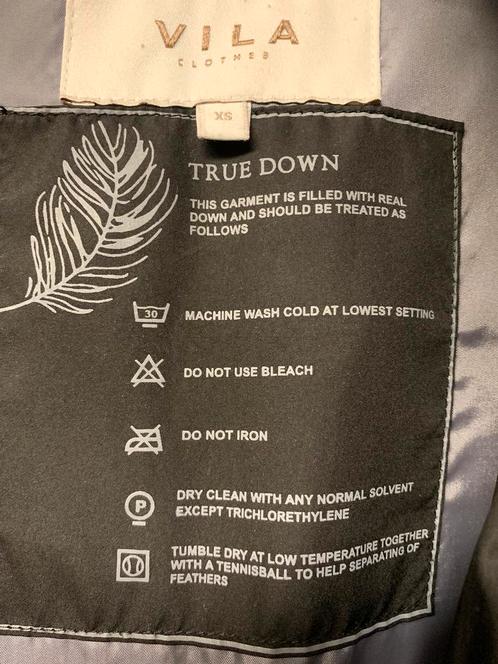 VILA
CLOTHES
XS
TRUE DOWN
THIS GARMENT IS FILLED WITH REAL
DOWN AND SHOULD BE TREATED AS
FOLLOWS
30
MACHINE WASH COLD AT LOWEST SETTING
DO NOT USE BLEACH
DO NOT IRON
P
DRY CLEAN WITH ANY NORMAL SOLVENT
EXCEPT TRICHLORETHYLENE
TUMBLE DRY AT LOW TEMPERATURE TOGETHER
WITH A TENNISBALL TO HELP SEPARATING OF
FEATHERS